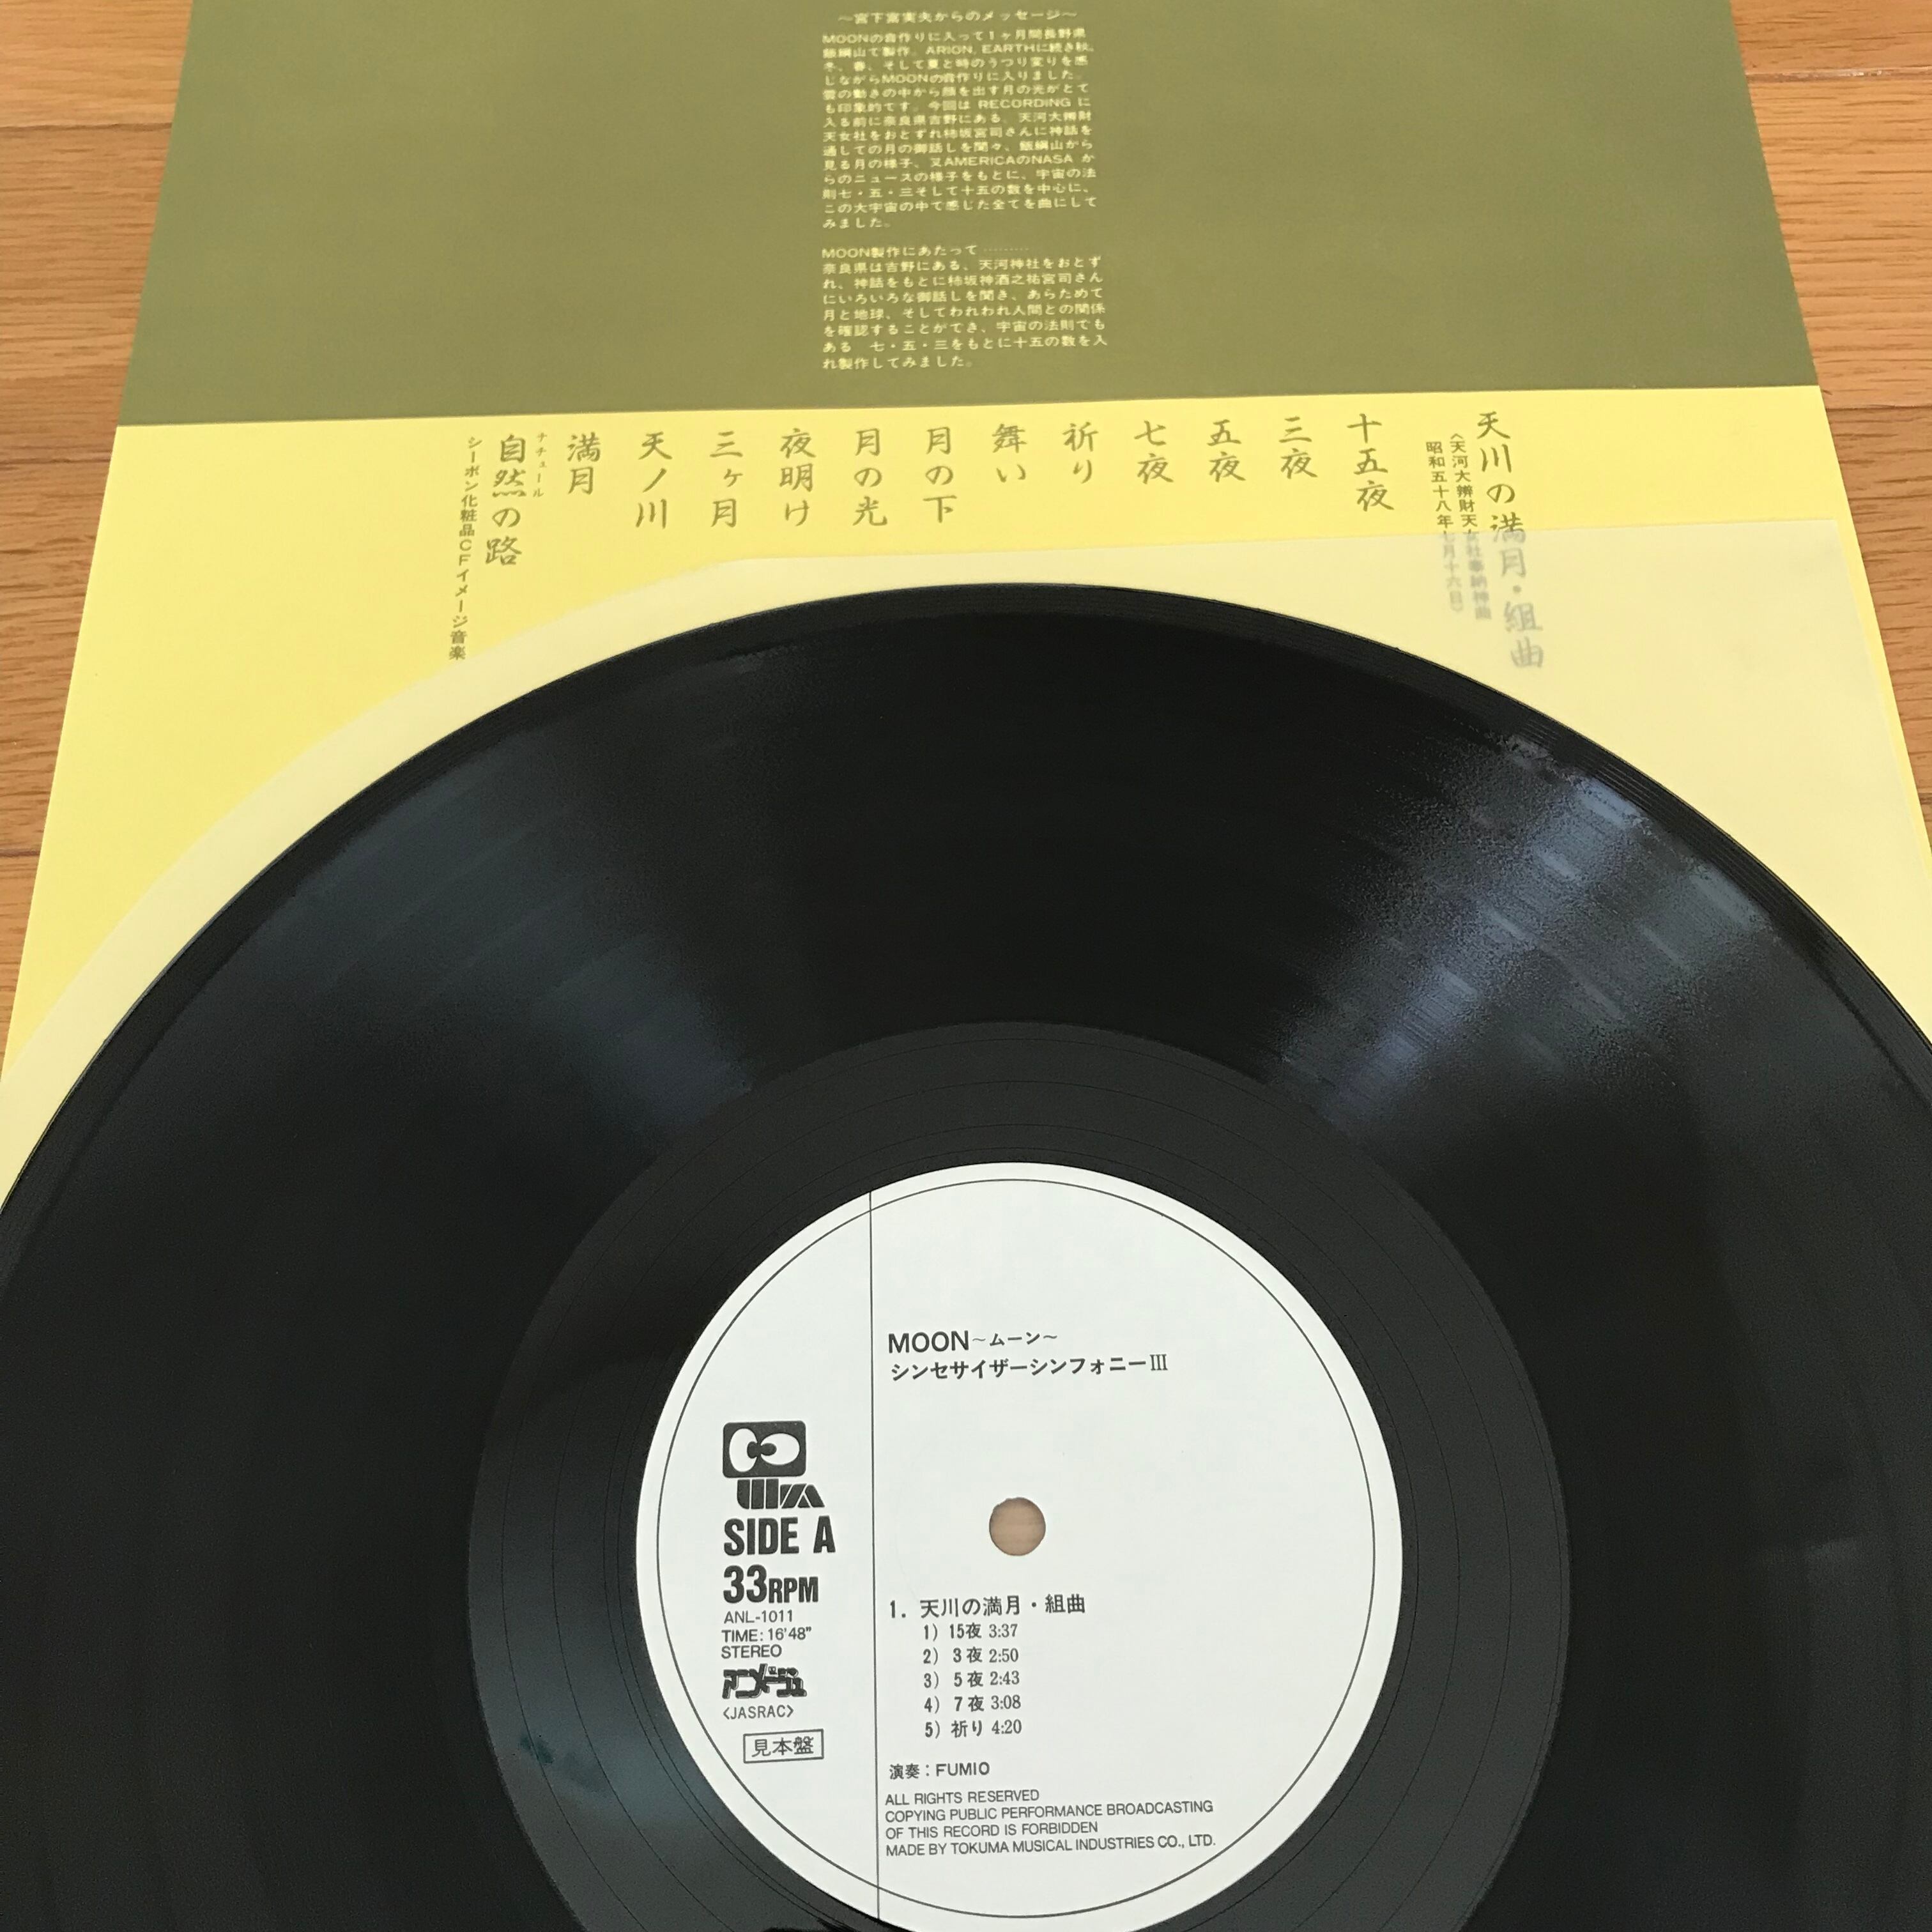 ～宮下富実夫からのメッセージ～
MOONの音作りに入って1ヶ月間長野県
飯綱山で製作。ARION, EARTHに続き秋、
冬、春、そして夏と時のうつり変りを感
じながらMOONの音作りに入りました。
雲の動きの中から顔を出す月の光がとて
も印象的です。今回は RECORDING に
入る前に奈良県吉野にある、天河大辨財
天女社をおとずれ柿坂宮司さんに神話を
通しての月の御話しを聞々、飯綱山から
見る月の様子、又AMERICAのNASA か
らのニュースの様子をもとに、宇宙の法
則七・五・三そして十五の数を中心に、
この大宇宙の中で感じた全てを曲にして
みました。
MOON製作にあたって………
奈良県は吉野にある、天河神社をおとず
れ、神話をもとに柿坂神酒之祐宮司さん
にいろいろな御話しを聞き、あらためて
月と地球、そしてわれわれ人間との関係
を確認することができ、宇宙の法則でも
ある 七・五・三をもとに十五の数を入
れ製作してみました。
天川の満月・組曲
〈天河大辨財天女社奉納神曲
昭和五十八年七月十六日〉
十五夜
三夜
五夜
七夜
祈り
舞い
月の下
月の光
夜明け
三ヶ月
天ノ川
満月
ナチュール
自然の路
シーボン化粧品CFイメージ音楽
MOON～ムーン～
シンセサイザーシンフォニーIII
SIDE A
33RPM
ANL-1011
TIME: 16'48"
STEREO
アニメージュ
〈JASRAC〉
見本盤
1. 天川の満月・組曲
1) 15夜 3:37
2) 3夜 2:50
3) 5夜 2:43
4) 7夜 3:08
5) 祈り 4:20
演奏：FUMIO
ALL RIGHTS RESERVED
COPYING PUBLIC PERFORMANCE BROADCASTING
OF THIS RECORD IS FORBIDDEN
MADE BY TOKUMA MUSICAL INDUSTRIES CO., LTD.